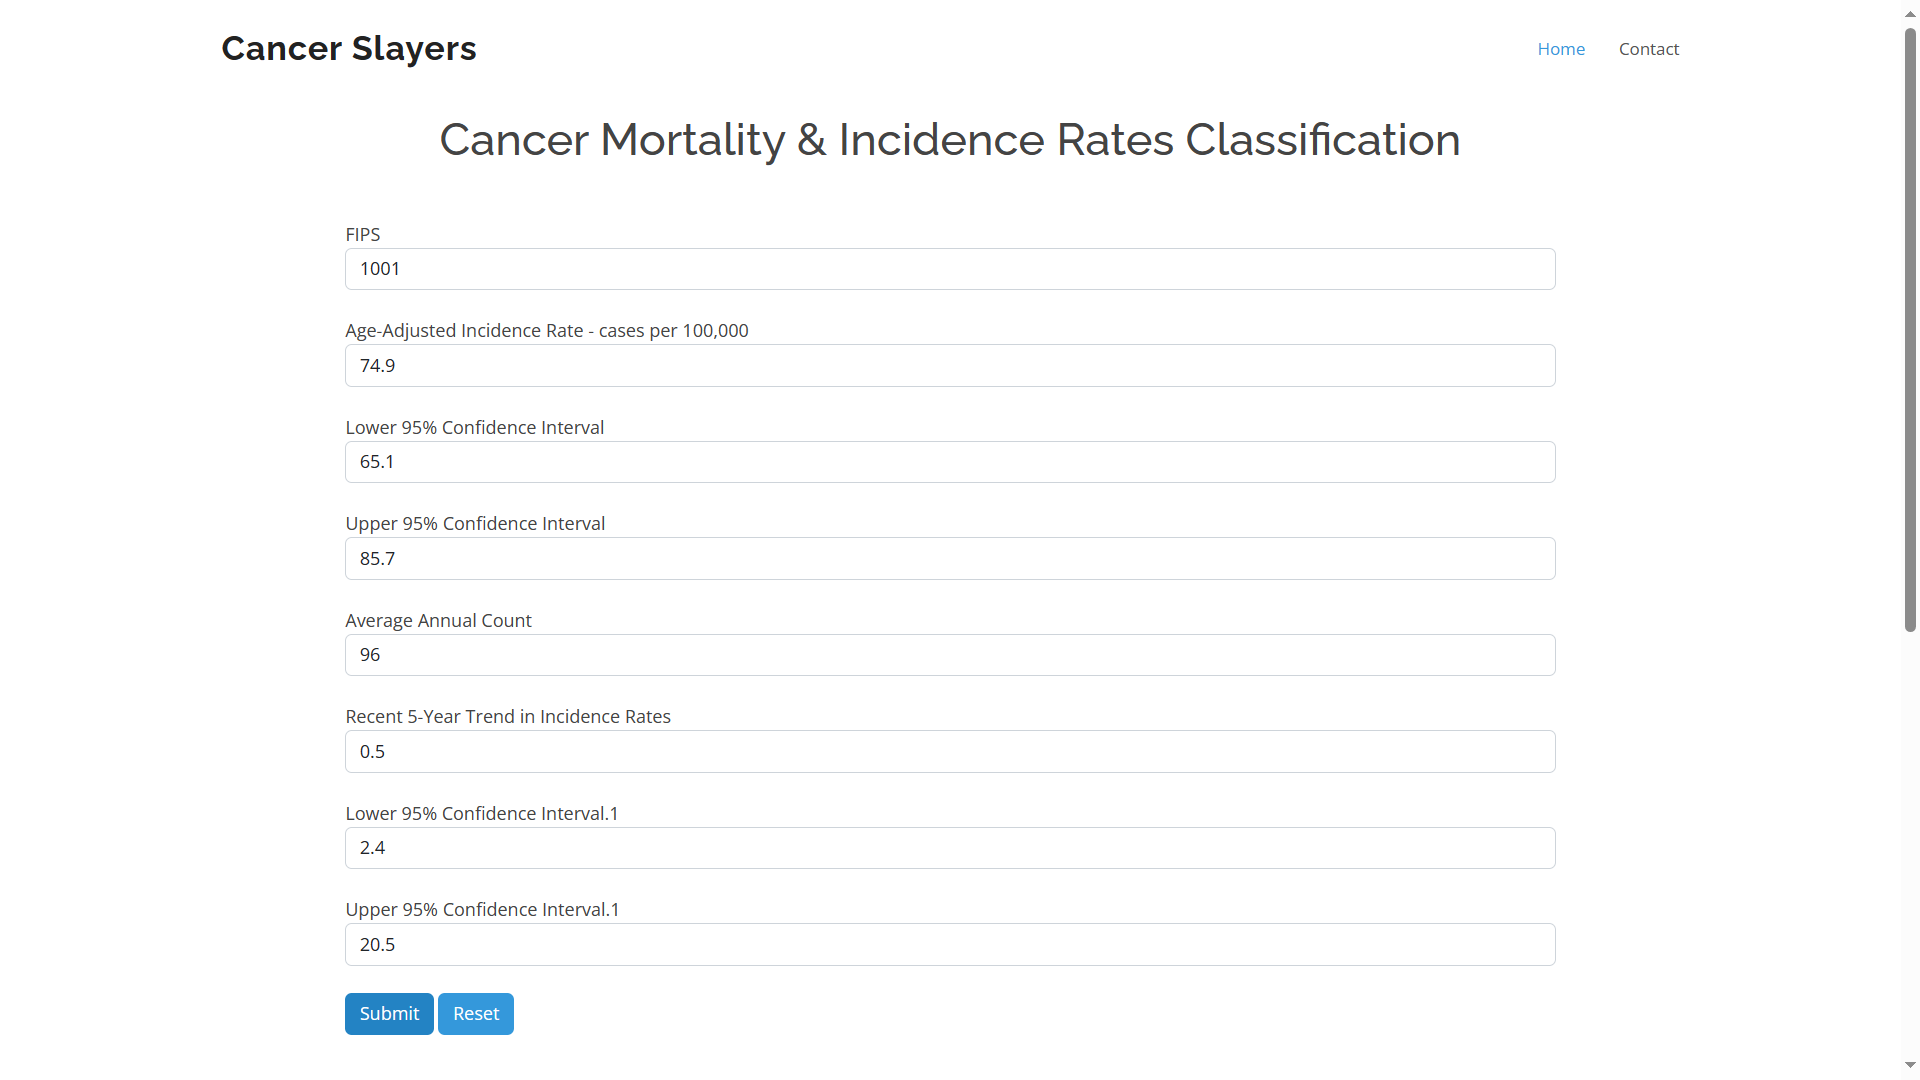 Cancer Slayers
Home
Contact
Cancer Mortality & Incidence Rates Classification
FIPS
1001
Age-Adjusted Incidence Rate - cases per 100,000
74.9
Lower 95% Confidence Interval
65.1
Upper 95% Confidence Interval
85.7
Average Annual Count
96
Recent 5-Year Trend in Incidence Rates
0.5
Lower 95% Confidence Interval.1
2.4
Upper 95% Confidence Interval.1
20.5
Submit
Reset